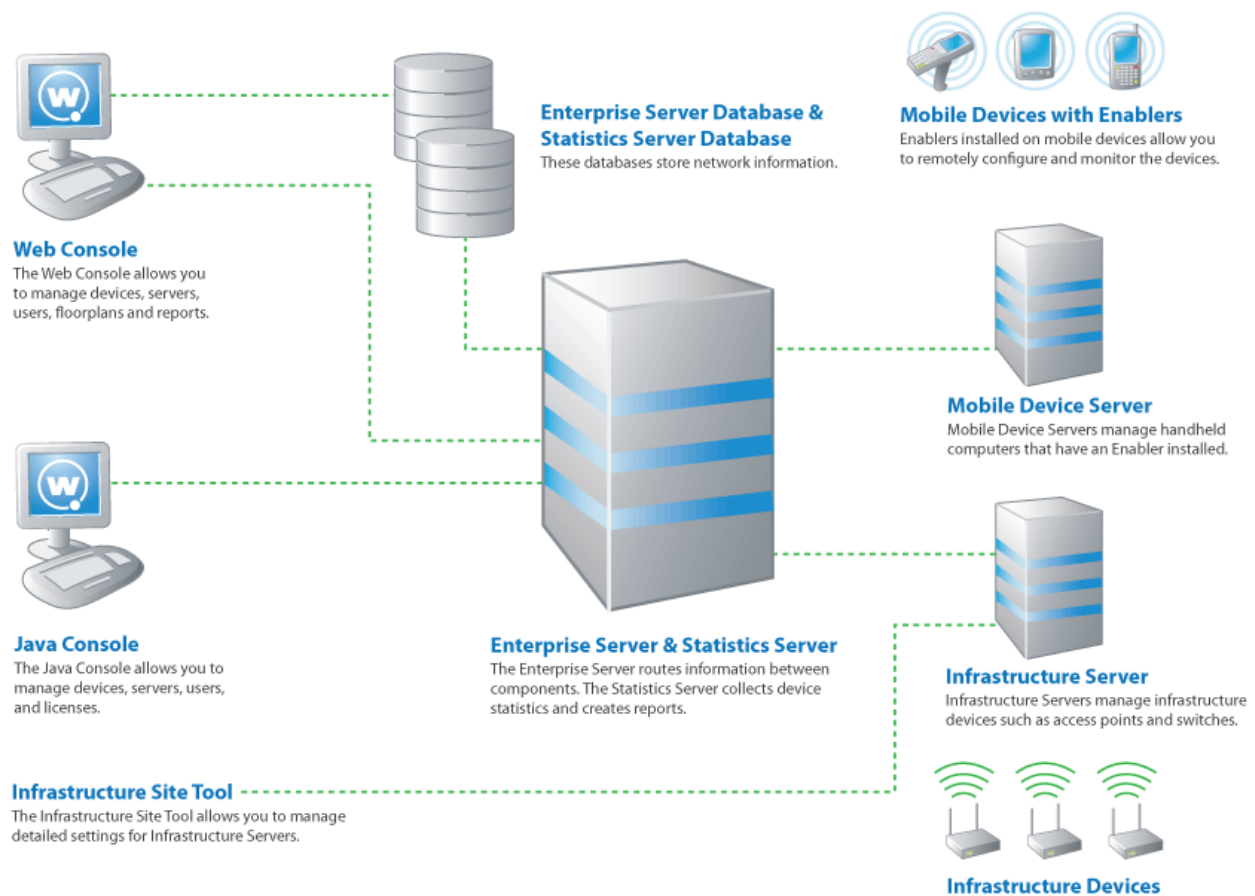 W
Web Console
The Web Console allows you
to manage devices, servers,
users, floorplans and reports.
Enterprise Server Database &
Statistics Server Database
These databases store network information.
Mobile Devices with Enablers
Enablers installed on mobile devices allow you
to remotely configure and monitor the devices.
Mobile Device Server
Mobile Device Servers manage handheld
computers that have an Enabler installed.
W
Java Console
The Java Console allows you to
manage devices, servers, users,
and licenses.
Enterprise Server & Statistics Server
The Enterprise Server routes information between
components. The Statistics Server collects device
statistics and creates reports.
Infrastructure Server
Infrastructure Servers manage infrastructure
devices such as access points and switches.
Infrastructure Site Tool
The Infrastructure Site Tool allows you to manage
detailed settings for Infrastructure Servers.
Infrastructure Devices